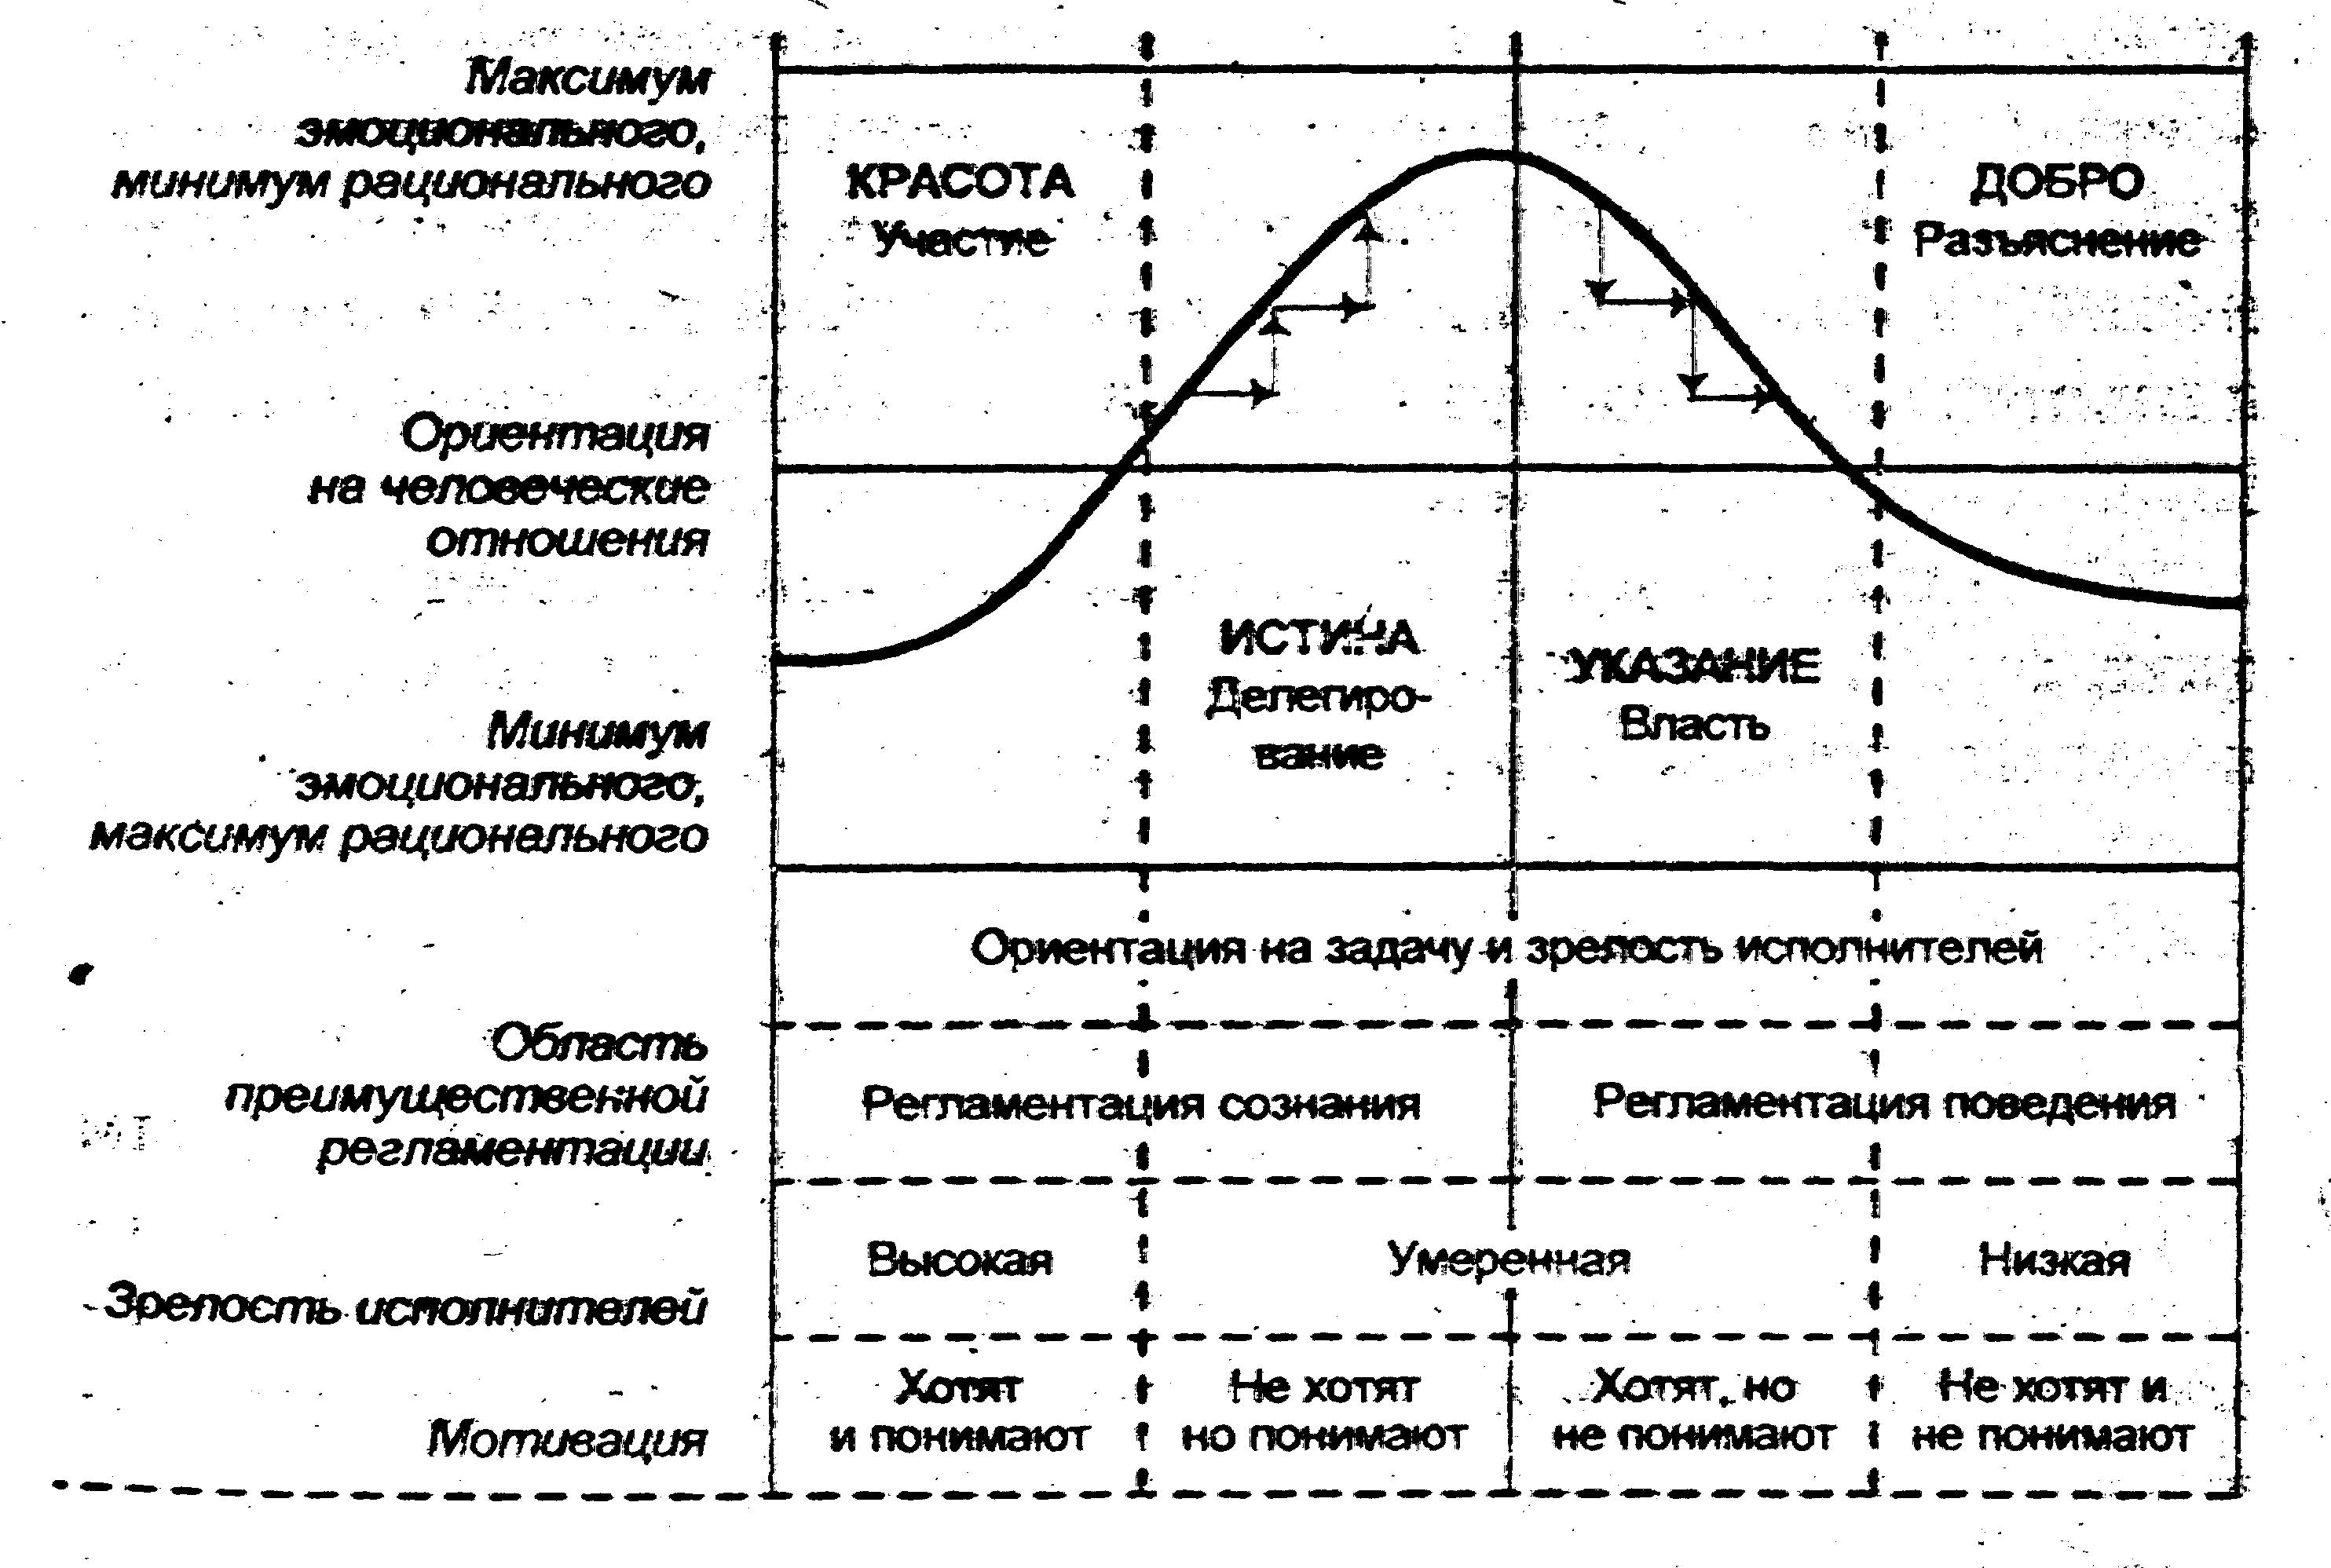 Максимум
эмоционального,
минимум рационального
КРАСОТА
Участие
ДОБРО
Разъяснение
Ориентация
на человеческие
отношения
ИСТИНА
Делегиро-
вание
УКАЗАНИЕ
Власть
Минимум
эмоционального,
максимум рационального
Ориентация на задачу и зрелость исполнителей
Область
преимущественной
регламентации
Регламентация сознания
Регламентация поведения
Зрелость исполнителей
Высокая
Умеренная
Низкая
Мотивация
Хотят
и понимают
Не хотят
но понимают
Хотят, но
не понимают
Не хотят и
не понимают